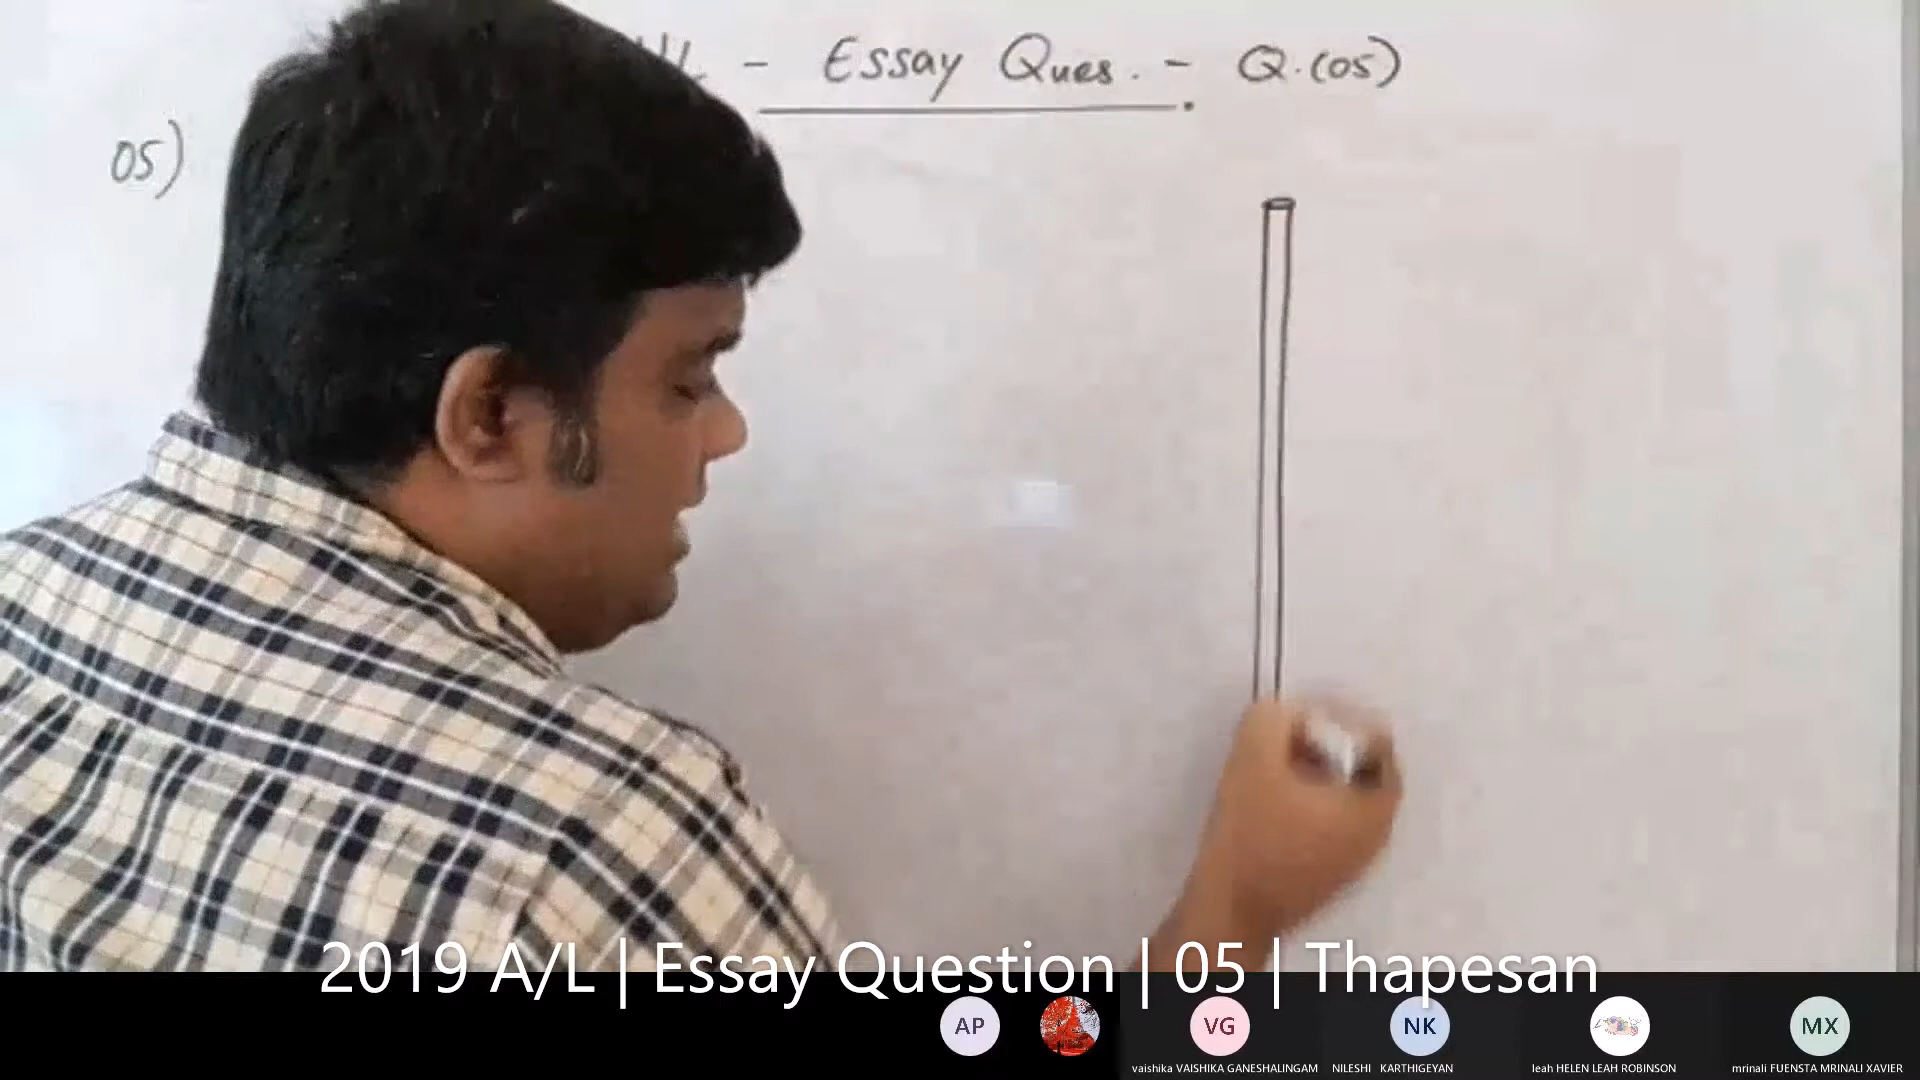 - Essay Ques. - Q.(05)
05)
2019 A/L | Essay Question | 05 | Thapesan
AP
VG
NK
MX
vaishika VAISHIKA GANESHALINGAM
NILESHI KARTHIGEYAN
leah HELEN LEAH ROBINSON
mrinali FUENSTA MRINALI XAVIER